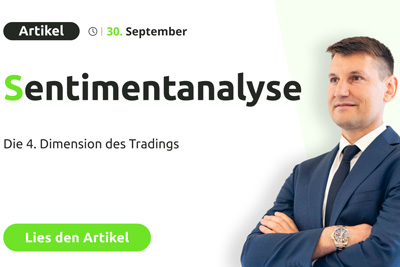 Artikel
30. September
Sentimentanalyse
Die 4. Dimension des Tradings
Lies den Artikel